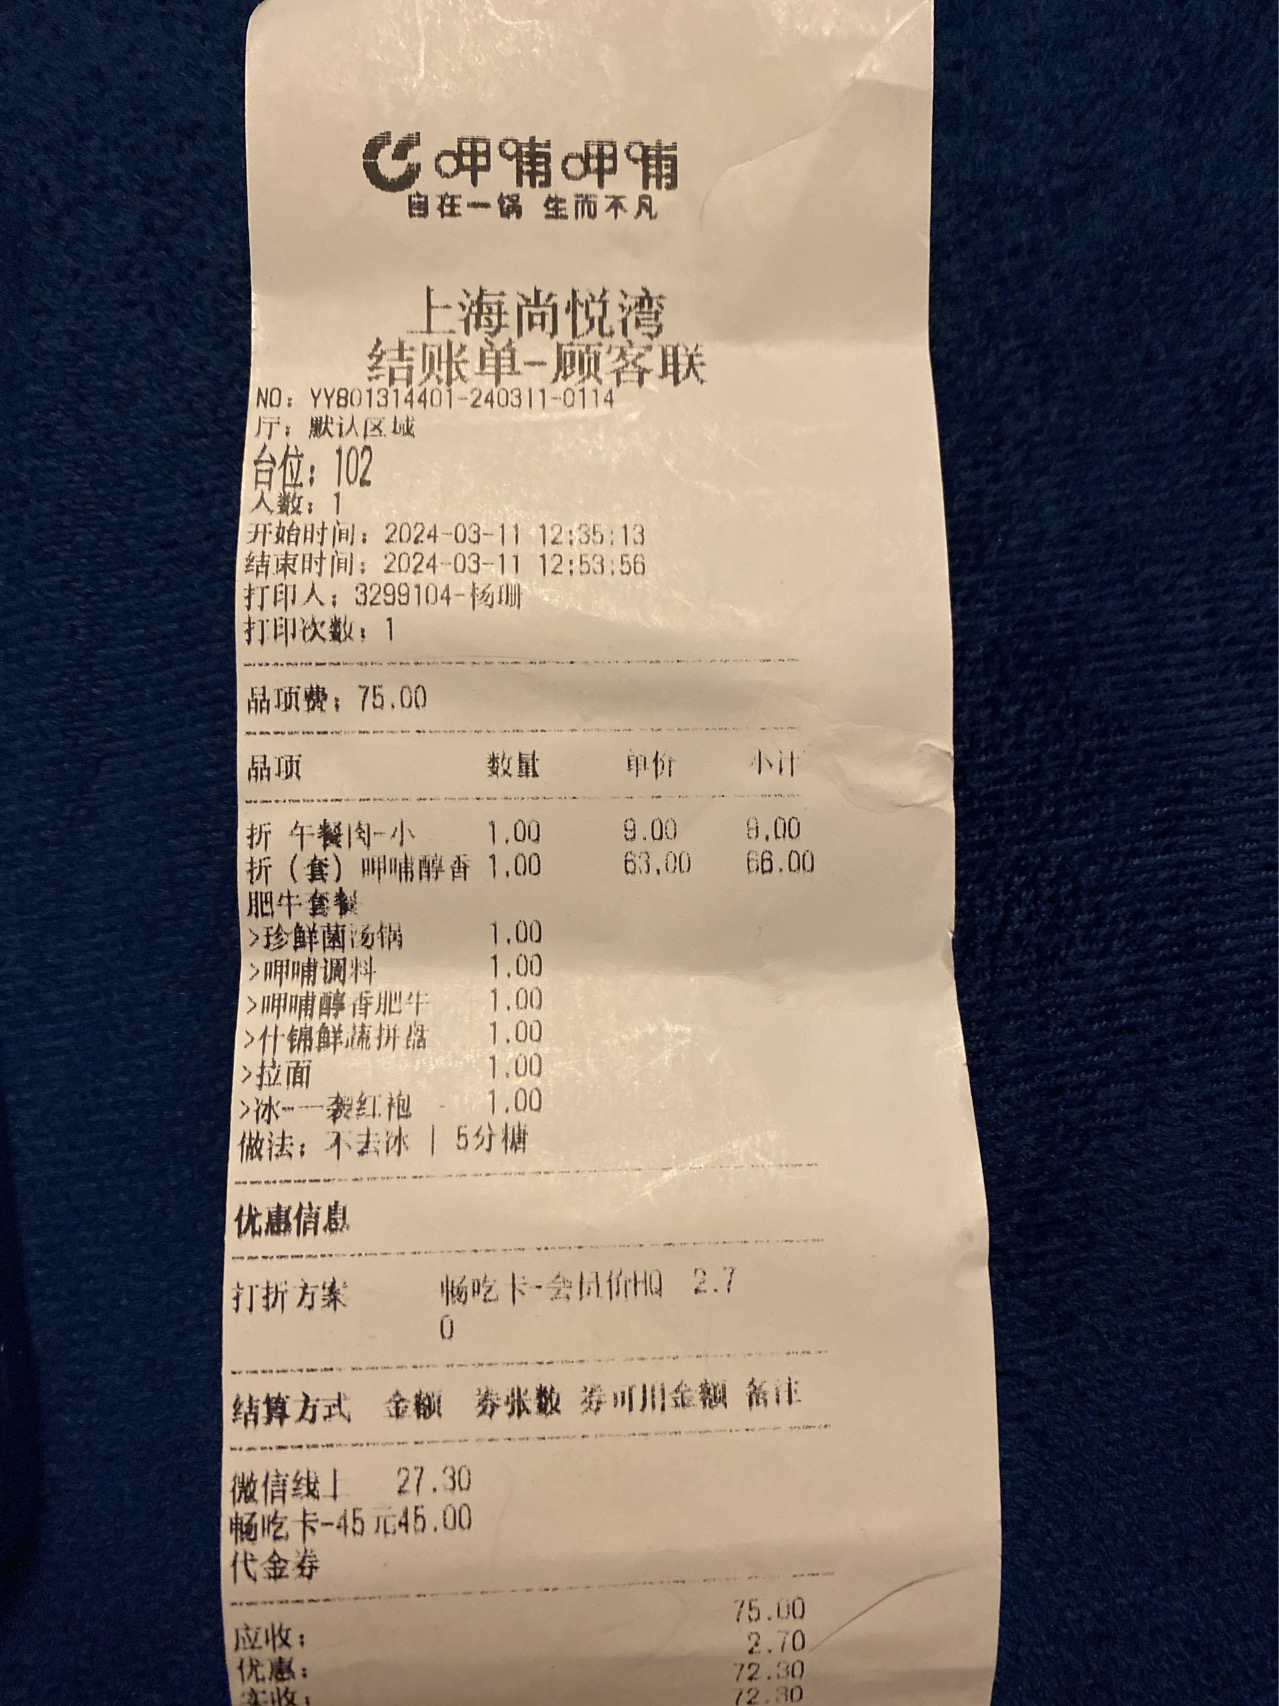 呷哺呷哺
自在一锅 生而不凡
上海尚悦湾
结账单-顾客联
NO: YY801314401-240311-0114
厅: 默认区域
台位: 102
人数: 1
开始时间: 2024-03-11 12:35:13
结束时间: 2024-03-11 12:53:56
打印人: 3299104-杨珊
打印次数: 1
品项费: 75.00
品项 数量 单价 小计
折 午餐肉-小 1.00 9.00 9.00
折(套)呷哺醇香 1.00 63.00 66.00
肥牛套餐
>珍鲜菌汤锅 1.00
>呷哺调料 1.00
>呷哺醇香肥牛 1.00
>什锦鲜蔬拼盘 1.00
>拉面 1.00
>冰-一袭红袍 - 1.00
做法: 不去冰 | 5分糖
优惠信息
打折方案 畅吃卡-会员价HQ 2.7
0
结算方式 金额 券张数 券可用金额 备注
微信线上 27.30
畅吃卡-45元45.00
代金券
75.00
应收: 2.70
优惠: 72.30
实收: 72.30